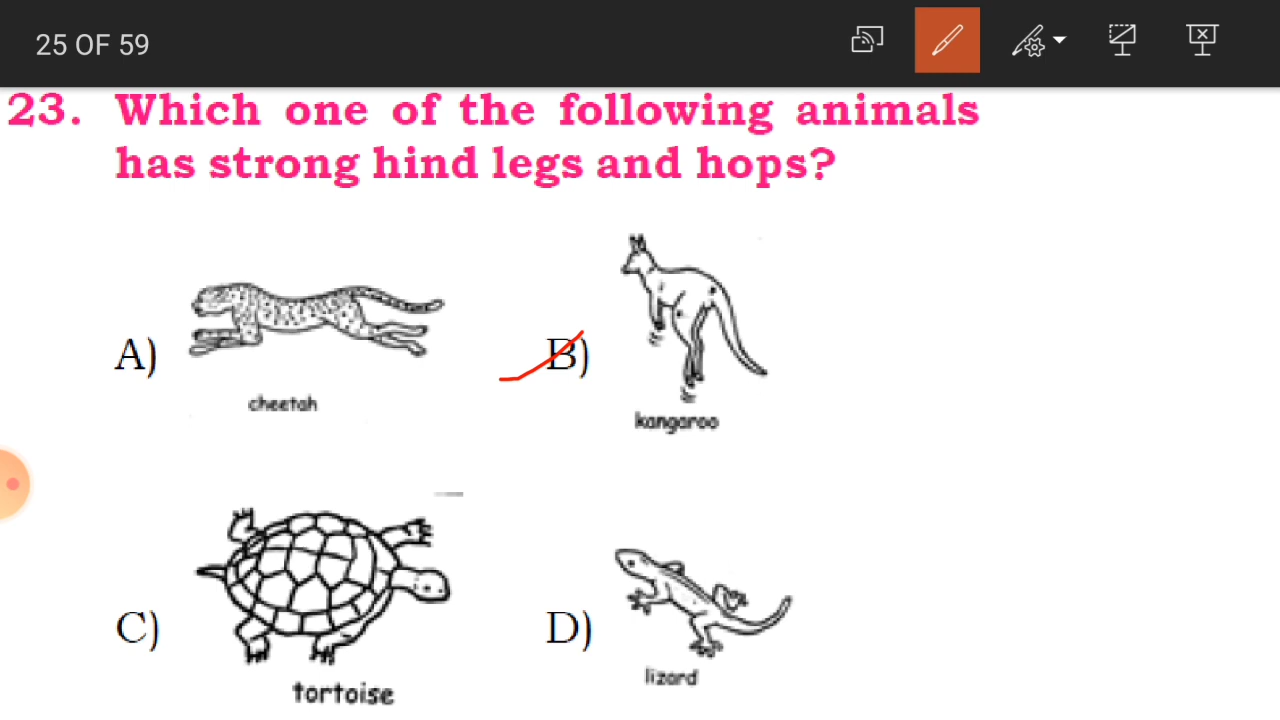 25 OF 59
23. Which one of the following animals
has strong hind legs and hops?
A)
cheetah
B)
kangaroo
C)
tortoise
D)
lizard